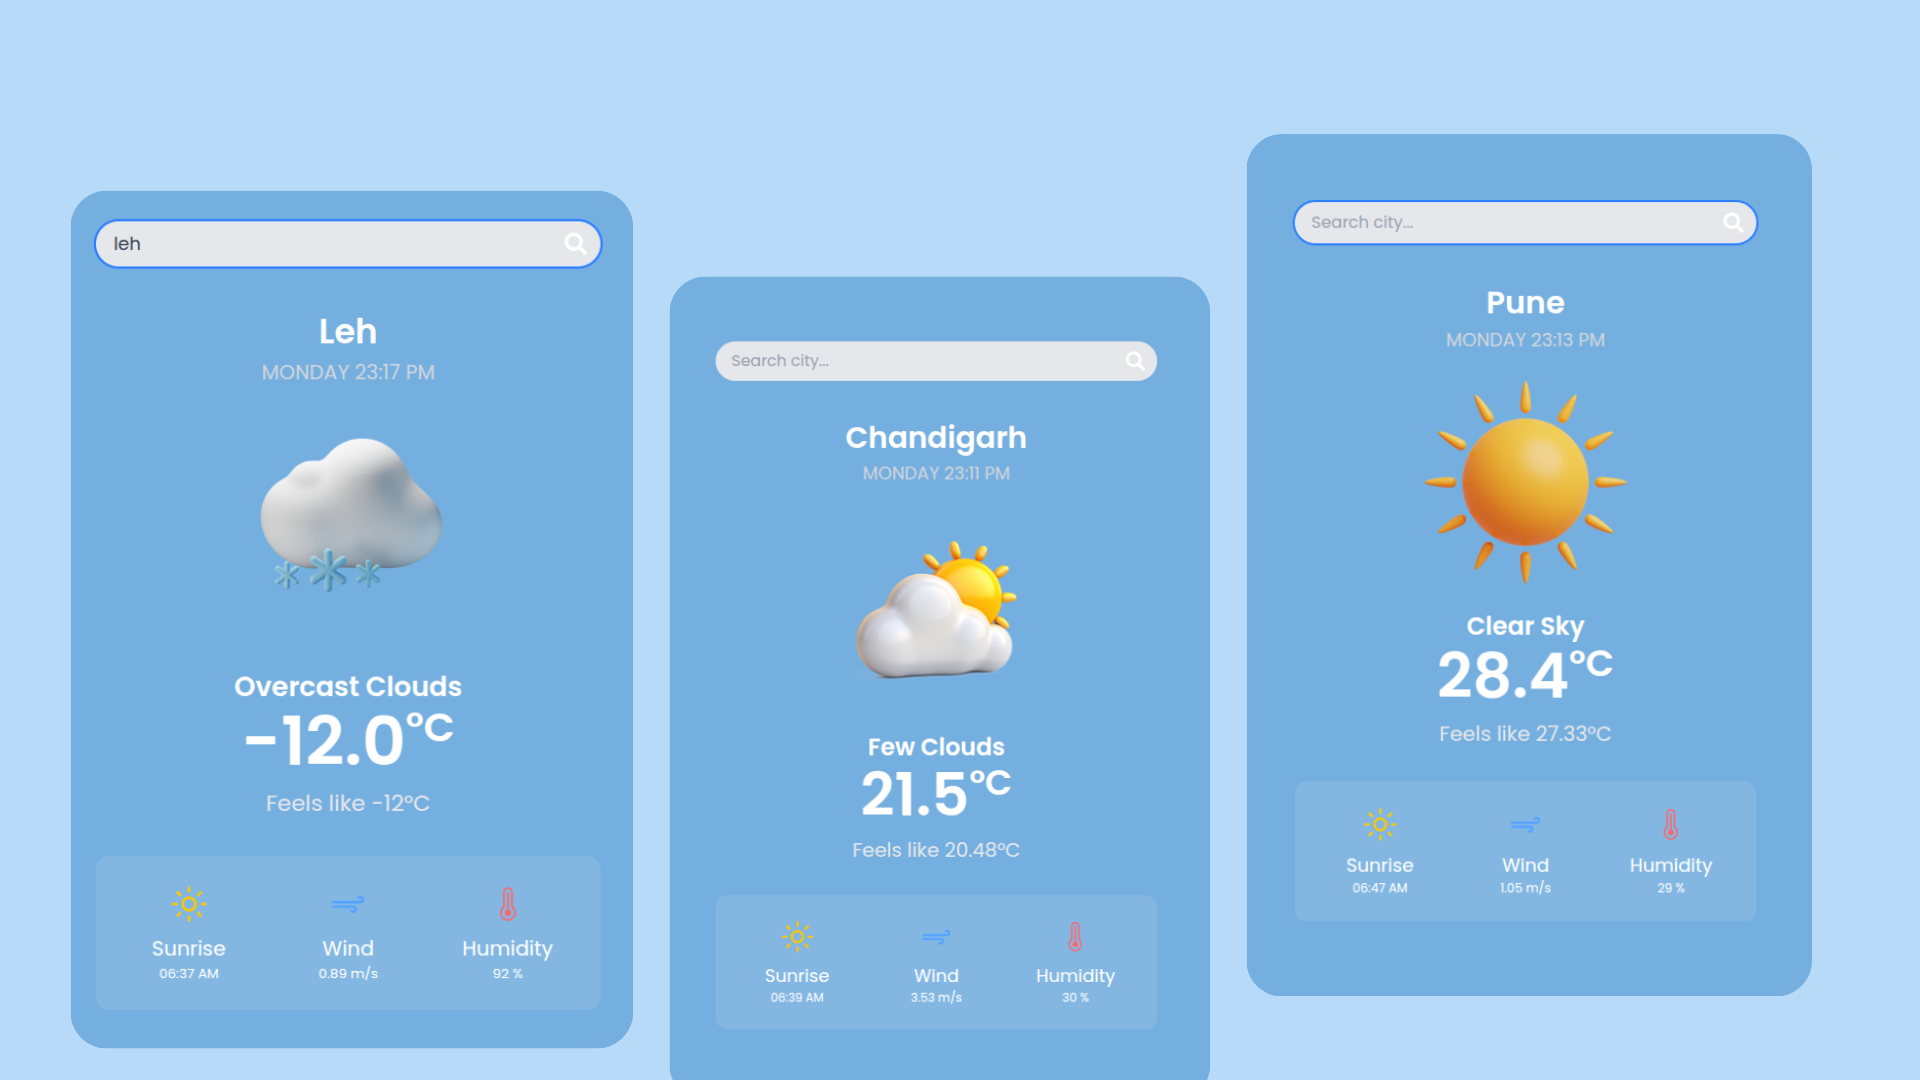 leh
Leh
MONDAY 23:17 PM
Overcast Clouds
-12.0°C
Feels like -12°C
Sunrise Wind Humidity
06:37 AM 0.89 m/s 92 %
Search city...
Chandigarh
MONDAY 23:11 PM
Few Clouds
21.5°C
Feels like 20.48°C
Sunrise Wind Humidity
06:39 AM 3.53 m/s 30 %
Search city...
Pune
MONDAY 23:13 PM
Clear Sky
28.4°C
Feels like 27.33°C
Sunrise Wind Humidity
06:47 AM 1.05 m/s 29 %